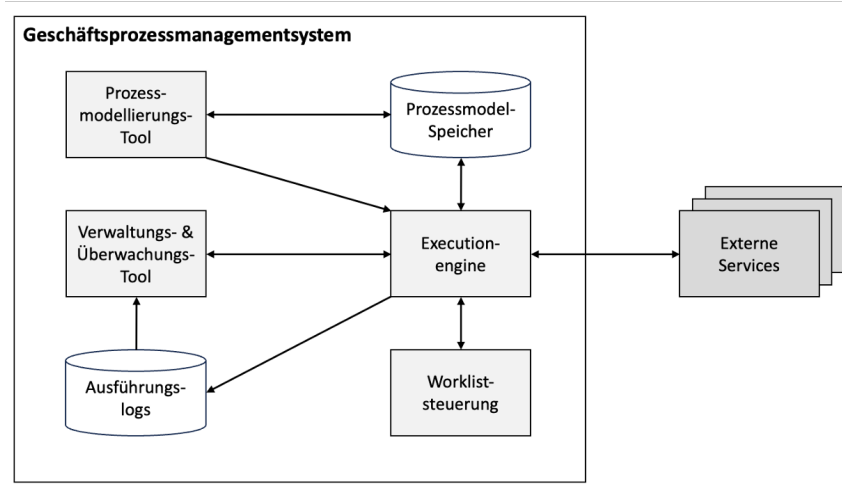 Geschäftsprozessmanagementsystem
Prozess-
modellierungs-
Tool
Prozessmodel-
Speicher
Verwaltungs- &
Überwachungs-
Tool
Execution-
engine
Externe
Services
Ausführungs-
logs
Worklist-
steuerung